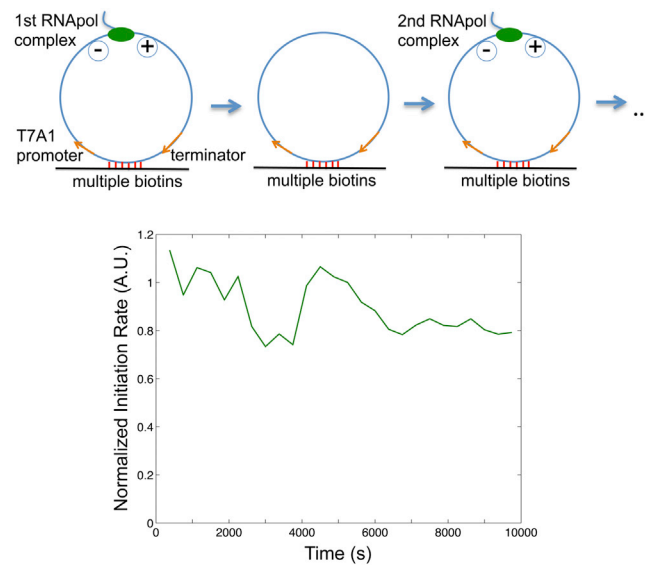 1st RNApol
complex
- +
T7A1
promoter
terminator
multiple biotins
multiple biotins
2nd RNApol
complex
- +
multiple biotins
..
Normalized Initiation Rate (A.U.)
1.2
1
0.8
0.6
0.4
0.2
0
0 2000 4000 6000 8000 10000
Time (s)